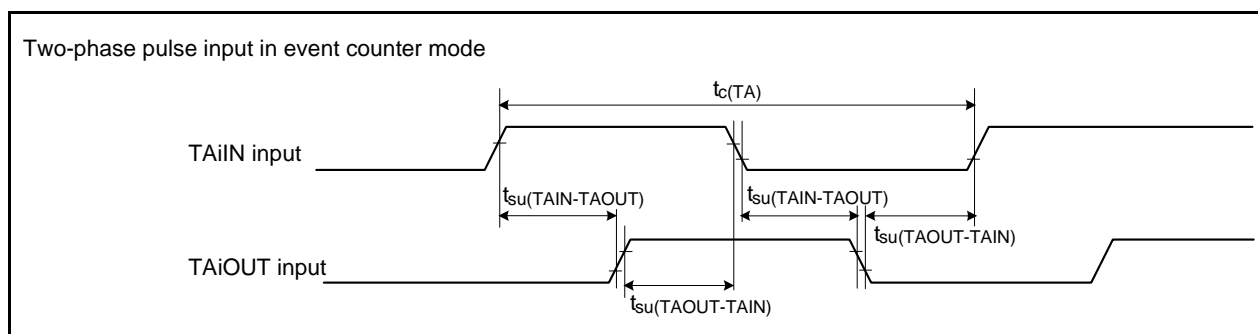 Two-phase pulse input in event counter mode
tc(TA)
TAiIN input
tsu(TAIN-TAOUT)
tsu(TAIN-TAOUT)
tsu(TAOUT-TAIN)
TAiOUT input
tsu(TAOUT-TAIN)